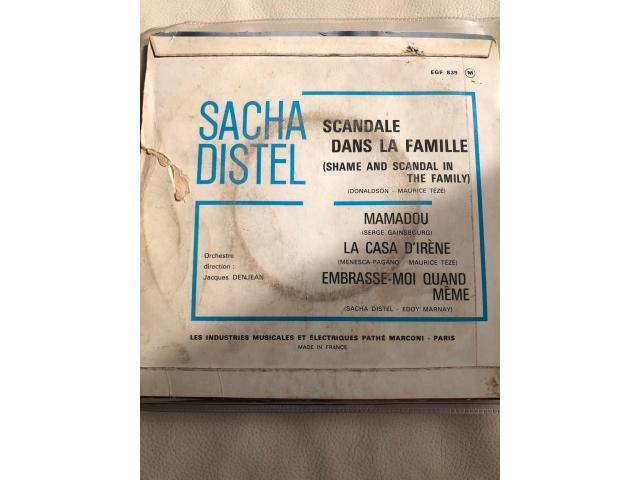 EGF 839 M
SACHA
DISTEL
SCANDALE
DANS LA FAMILLE
(SHAME AND SCANDAL IN
THE FAMILY)
(DONALDSON - MAURICE TÉZÉ)
MAMADOU
(SERGE GAINSBOURG)
LA CASA D'IRÈNE
(MENESCA-PAGANO - MAURICE TÉZÉ)
EMBRASSE-MOI QUAND
MÊME
(SACHA DISTEL - EDDY MARNAY)
Orchestre
direction :
Jacques DENJEAN
LES INDUSTRIES MUSICALES ET ÉLECTRIQUES PATHÉ MARCONI - PARIS
MADE IN FRANCE